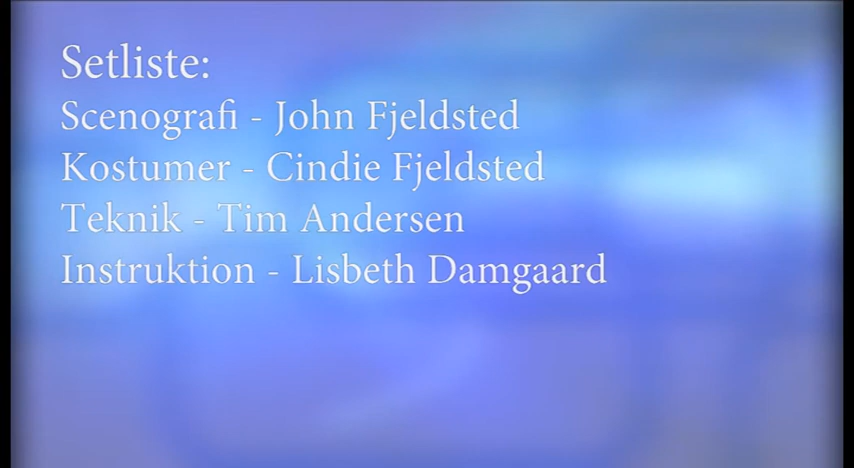 Setliste:
Scenografi - John Fjeldsted
Kostumer - Cindie Fjeldsted
Teknik - Tim Andersen
Instruktion - Lisbeth Damgaard